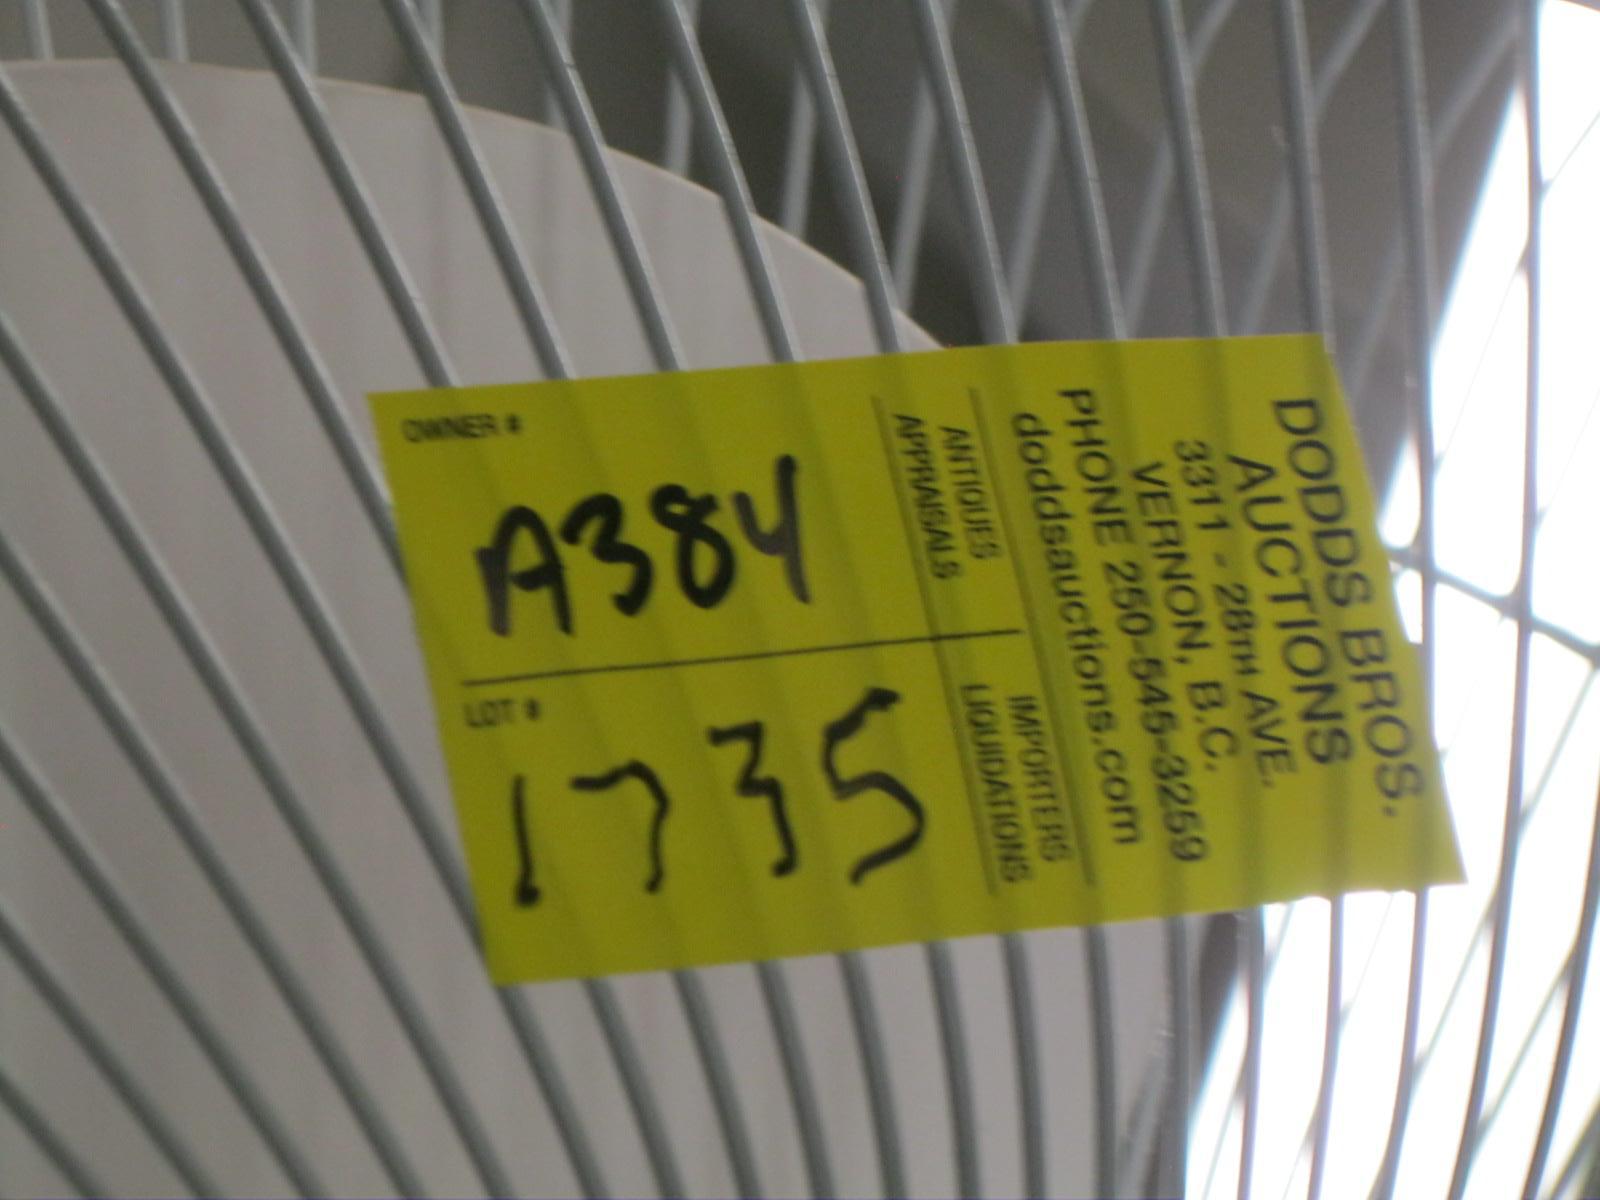 DODDS BROS.
AUCTIONS
3311 - 28TH AVE.
VERNON, B.C.
PHONE 250-545-3259
doddsauctions.com
ANTIQUES IMPORTERS
APPRAISALS LIQUIDATIONS
OWNER #
A384
LOT #
1735